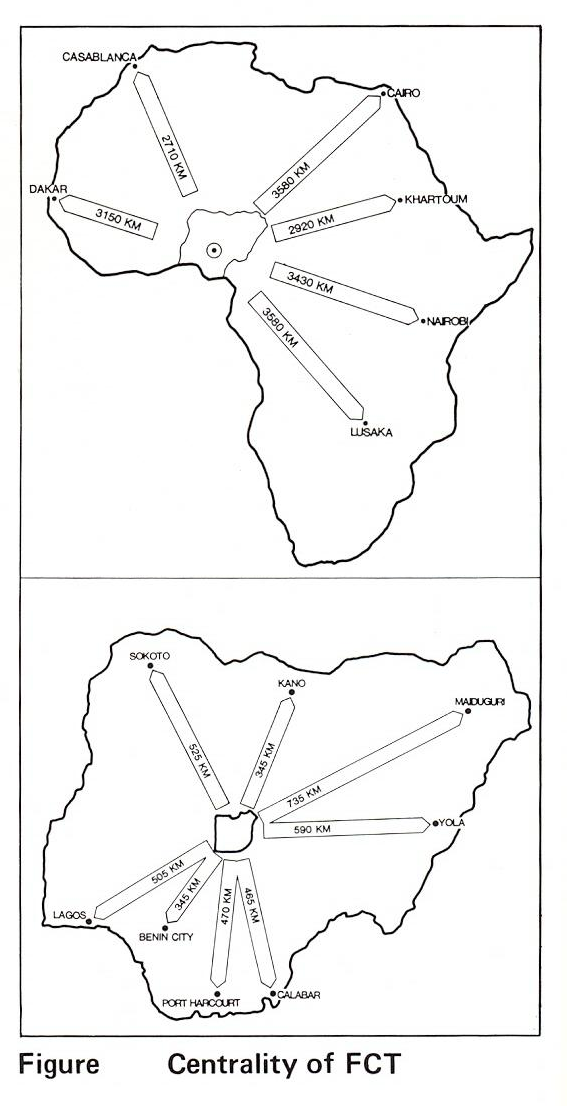 CASABLANCA
CAIRO
2710 KM
3580 KM
DAKAR
3150 KM
KHARTOUM
2920 KM
3430 KM
3580 KM
NAIROBI
LUSAKA
SOKOTO
KANO
MAIDUGURI
525 KM
345 KM
735 KM
590 KM
YOLA
505 KM
345 KM
470 KM
465 KM
LAGOS
BENIN CITY
PORT HARCOURT
CALABAR
Figure Centrality of FCT